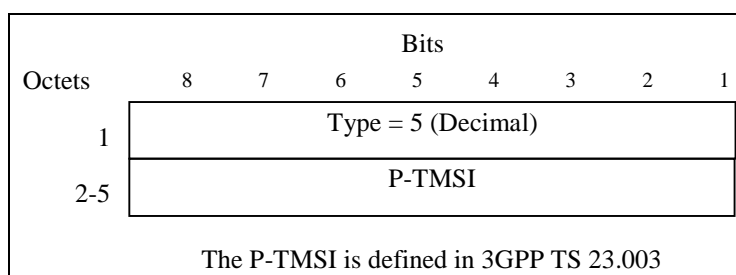 Bits
Octets 8 7 6 5 4 3 2 1
1 Type = 5 (Decimal)
2-5 P-TMSI
The P-TMSI is defined in 3GPP TS 23.003